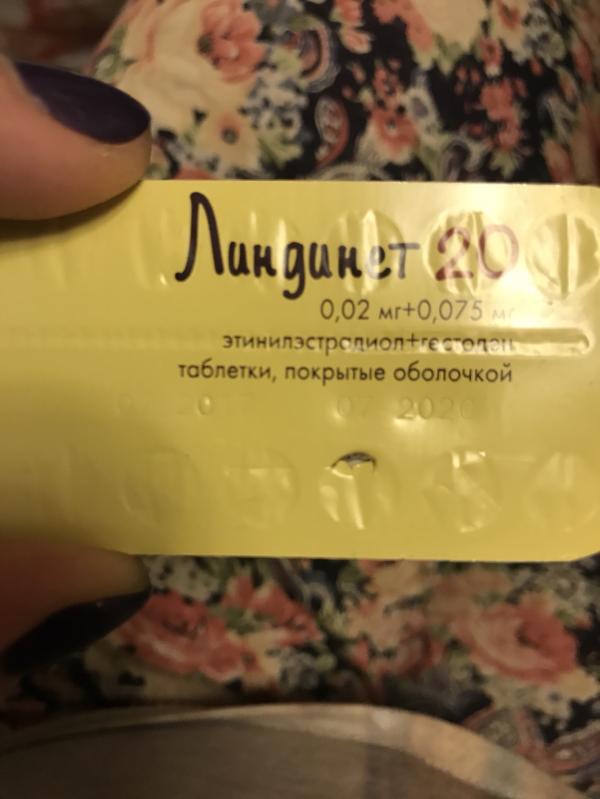 Линдинет 20
0,02 мг+0,075 мг
этинилэстрадиол+гестоден
таблетки, покрытые оболочкой
07 2020